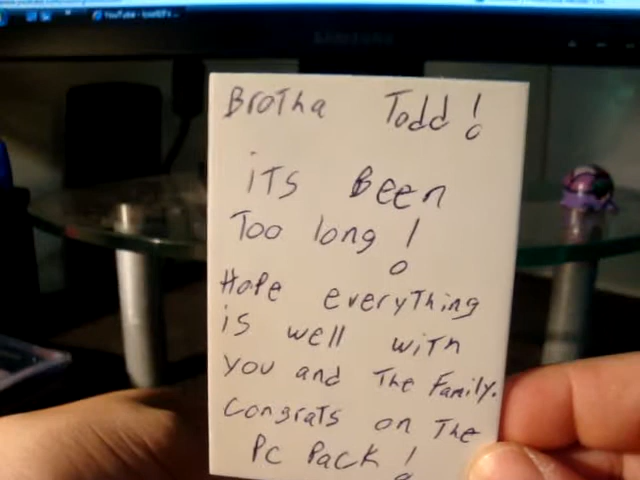 SAMSUNG
Brotha Todd!
iTs Been
Too long!
Hope everyThing
is well wiTh
you and The Family.
CongraTs on The
PC Pack!